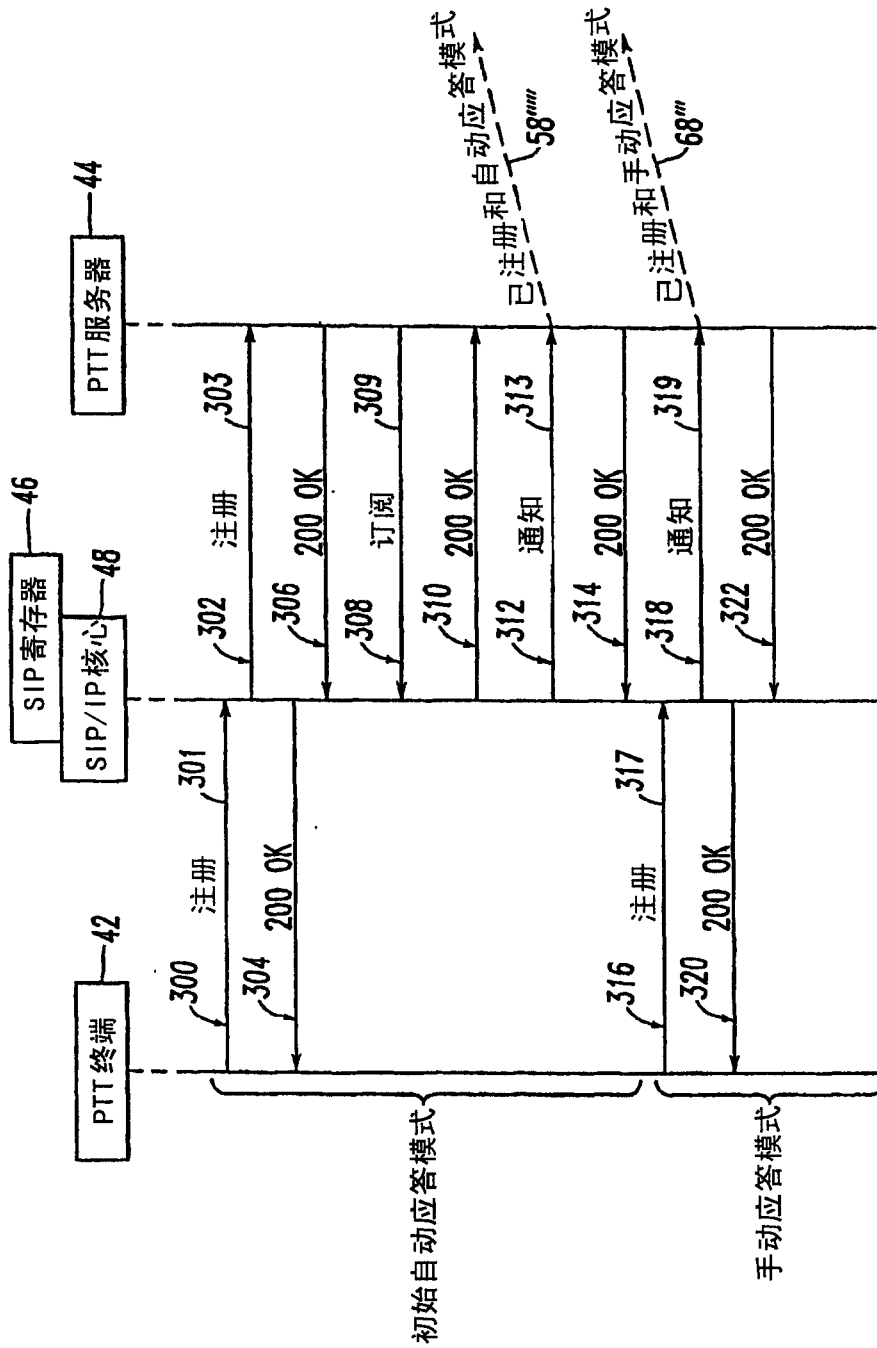 PTT终端
42
SIP寄存器
46
SIP/IP核心
48
PTT服务器
44
初始自动应答模式
300
注册
301
302
注册
303
304
200 OK
306
200 OK
308
订阅
309
310
200 OK
312
通知
313
已注册和自动应答模式
58'''''
314
200 OK
手动应答模式
316
注册
317
318
通知
319
已注册和手动应答模式
68'''
320
200 OK
322
200 OK